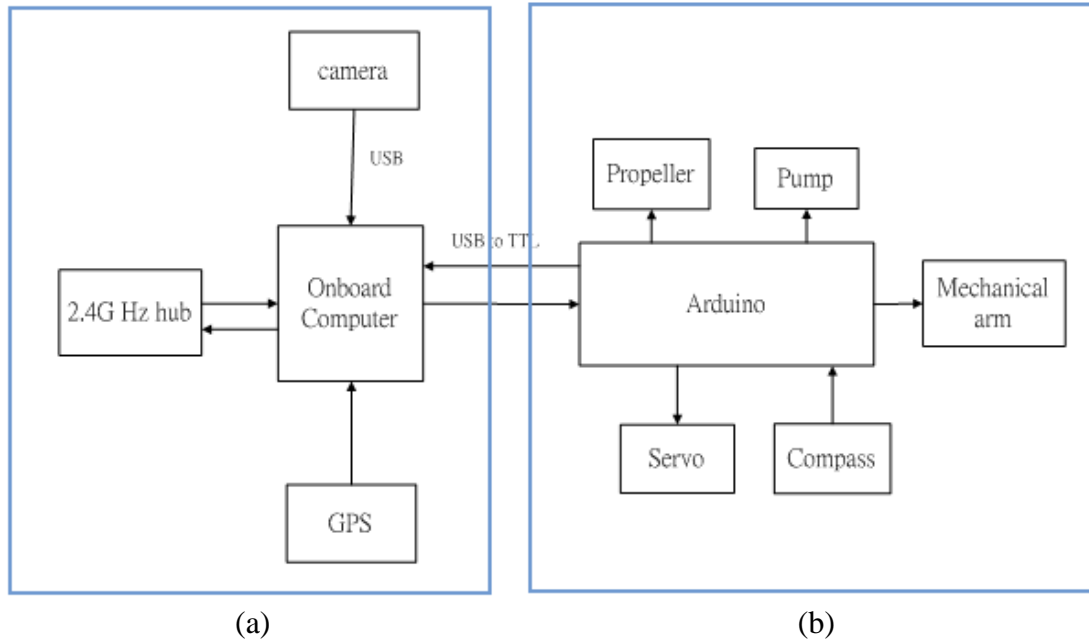 camera
USB
Propeller
Pump
USB to TTL
2.4G Hz hub
Onboard
Computer
Arduino
Mechanical
arm
Servo
Compass
GPS
(a)
(b)